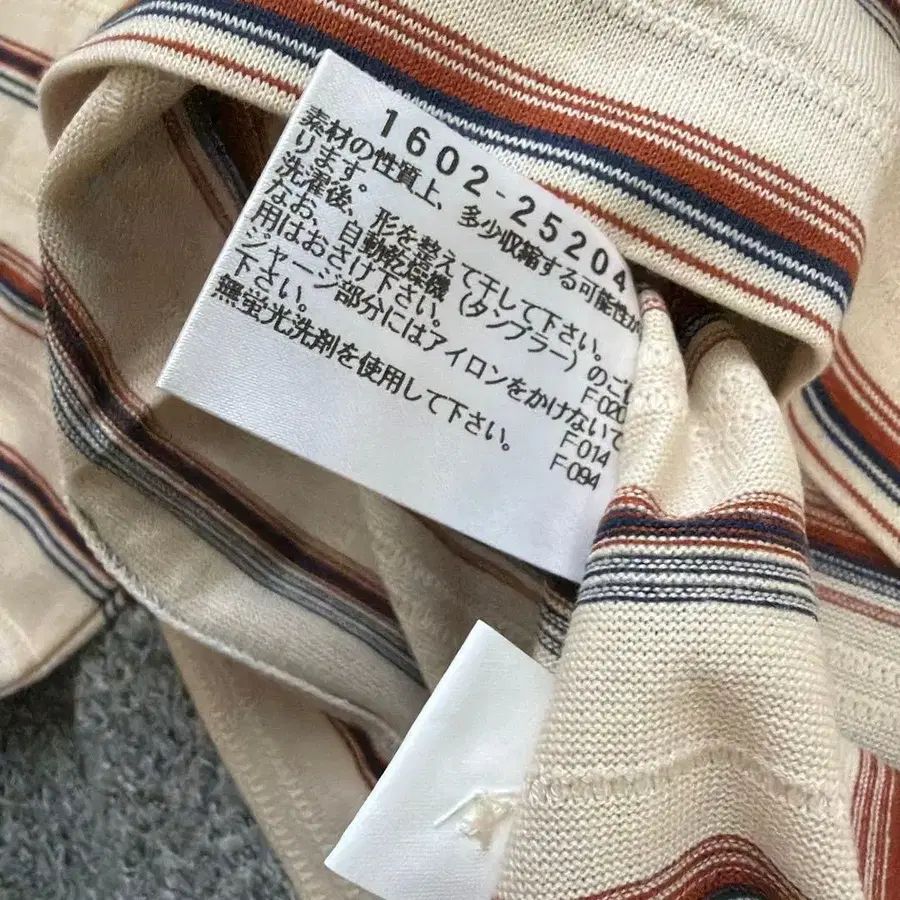 1602-25204
素材の性質上、多少収縮する可能性が
ります。
洗濯後、形を整えて干して下さい。
なお、自動乾燥機（タンブラー）のご
用はおさけ下さい。 F-020
ジャージ部分にはアイロンをかけないで
下さい。 F-014
無蛍光洗剤を使用して下さい。 F-094